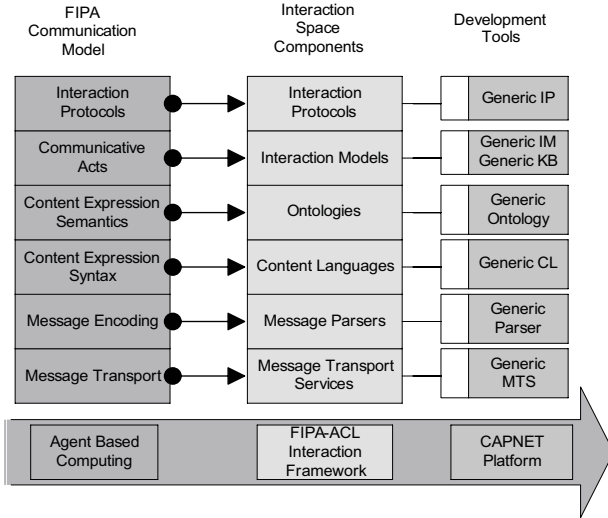 FIPA
Communication
Model
Interaction
Space
Components
Development
Tools
Interaction
Protocols
Interaction
Protocols
Generic IP
Communicative
Acts
Interaction Models
Generic IM
Generic KB
Content Expression
Semantics
Ontologies
Generic
Ontology
Content Expression
Syntax
Content Languages
Generic CL
Message Encoding
Message Parsers
Generic
Parser
Message Transport
Message Transport
Services
Generic
MTS
Agent Based
Computing
FIPA-ACL
Interaction
Framework
CAPNET
Platform